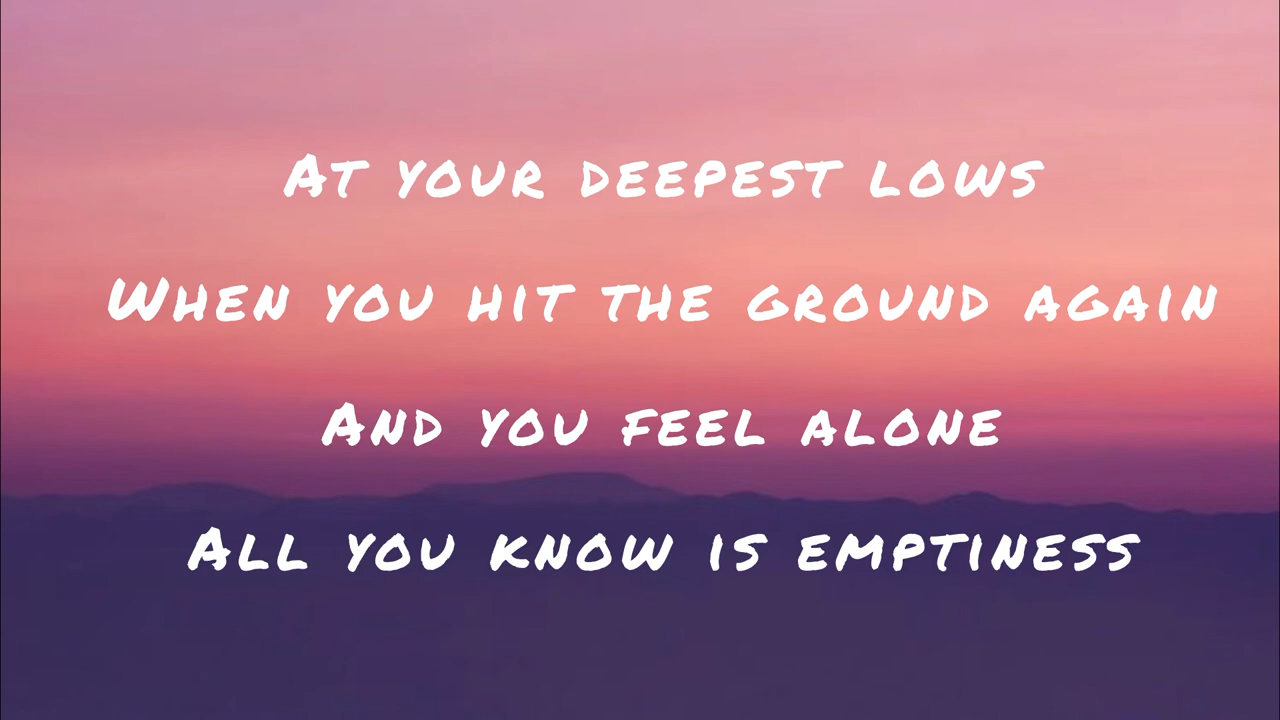 At your deepest lows
When you hit the ground again
And you feel alone
All you know is emptiness